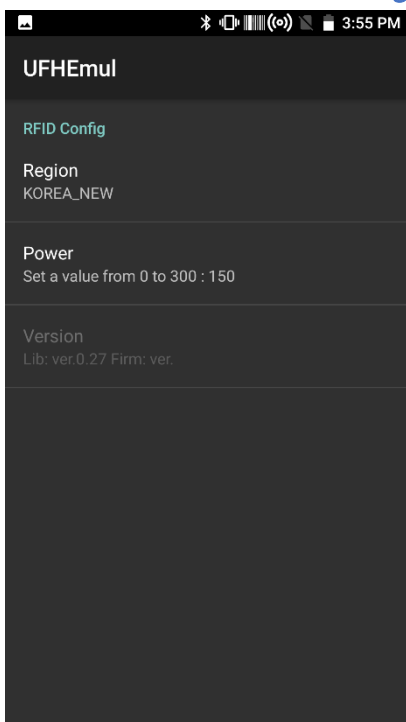 3:55 PM
UFHEmul
RFID Config
Region
KOREA_NEW
Power
Set a value from 0 to 300 : 150
Version
Lib: ver.0.27 Firm: ver.